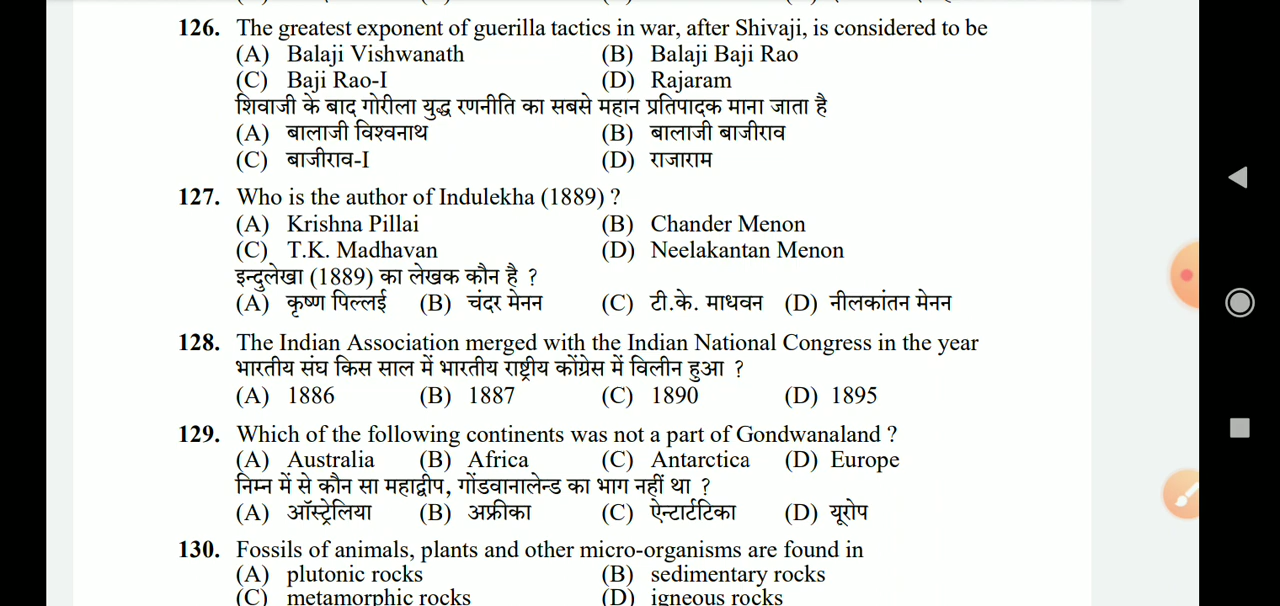 126. The greatest exponent of guerilla tactics in war, after Shivaji, is considered to be
(A) Balaji Vishwanath (B) Balaji Baji Rao
(C) Baji Rao-I (D) Rajaram
शिवाजी के बाद गोरीला युद्ध रणनीति का सबसे महान प्रतिपादक माना जाता है
(A) बालाजी विश्वनाथ (B) बालाजी बाजीराव
(C) बाजीराव-I (D) राजाराम
127. Who is the author of Indulekha (1889) ?
(A) Krishna Pillai (B) Chander Menon
(C) T.K. Madhavan (D) Neelakantan Menon
इन्दुलेखा (1889) का लेखक कौन है ?
(A) कृष्ण पिल्लई (B) चंदर मेनन (C) टी.के. माधवन (D) नीलकांतन मेनन
128. The Indian Association merged with the Indian National Congress in the year
भारतीय संघ किस साल में भारतीय राष्ट्रीय कोंग्रेस में विलीन हुआ ?
(A) 1886 (B) 1887 (C) 1890 (D) 1895
129. Which of the following continents was not a part of Gondwanaland ?
(A) Australia (B) Africa (C) Antarctica (D) Europe
निम्न में से कौन सा महाद्वीप, गोंडवानालेन्ड का भाग नहीं था ?
(A) ऑस्ट्रेलिया (B) अफ्रीका (C) ऐन्टार्टटिका (D) यूरोप
130. Fossils of animals, plants and other micro-organisms are found in
(A) plutonic rocks (B) sedimentary rocks
(C) metamorphic rocks (D) igneous rocks